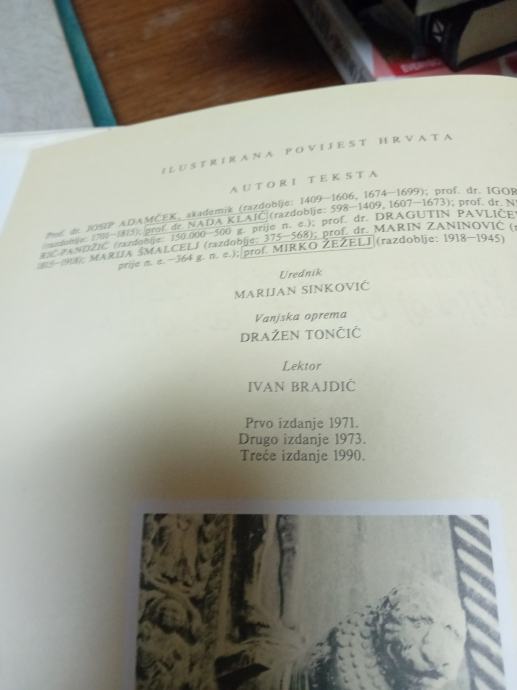 ILUSTRIRANA POVIJEST HRVATA
AUTORI TEKSTA
Prof. dr. JOSIP ADAMČEK, akademik (razdoblje: 1409—1606, 1674—1699); prof. dr. IGOR
(razdoblje: 1701—1815); prof. dr. NADA KLAIĆ (razdoblje: 598—1409, 1607—1673); prof. dr.
RIĆ-PANDŽIĆ (razdoblje: 150.000—500 g. prije n. e.); prof. dr. DRAGUTIN PAVLIČE
1815—1918); MARIJA ŠMALCELJ (razdoblje: 375—568); prof. dr. MARIN ZANINOVIĆ
prije n. e.—364 g. n. e.); prof. MIRKO ŽEŽELJ (razdoblje: 1918—1945)
Urednik
MARIJAN SINKOVIĆ
Vanjska oprema
DRAŽEN TONČIĆ
Lektor
IVAN BRAJDIĆ
Prvo izdanje 1971.
Drugo izdanje 1973.
Treće izdanje 1990.